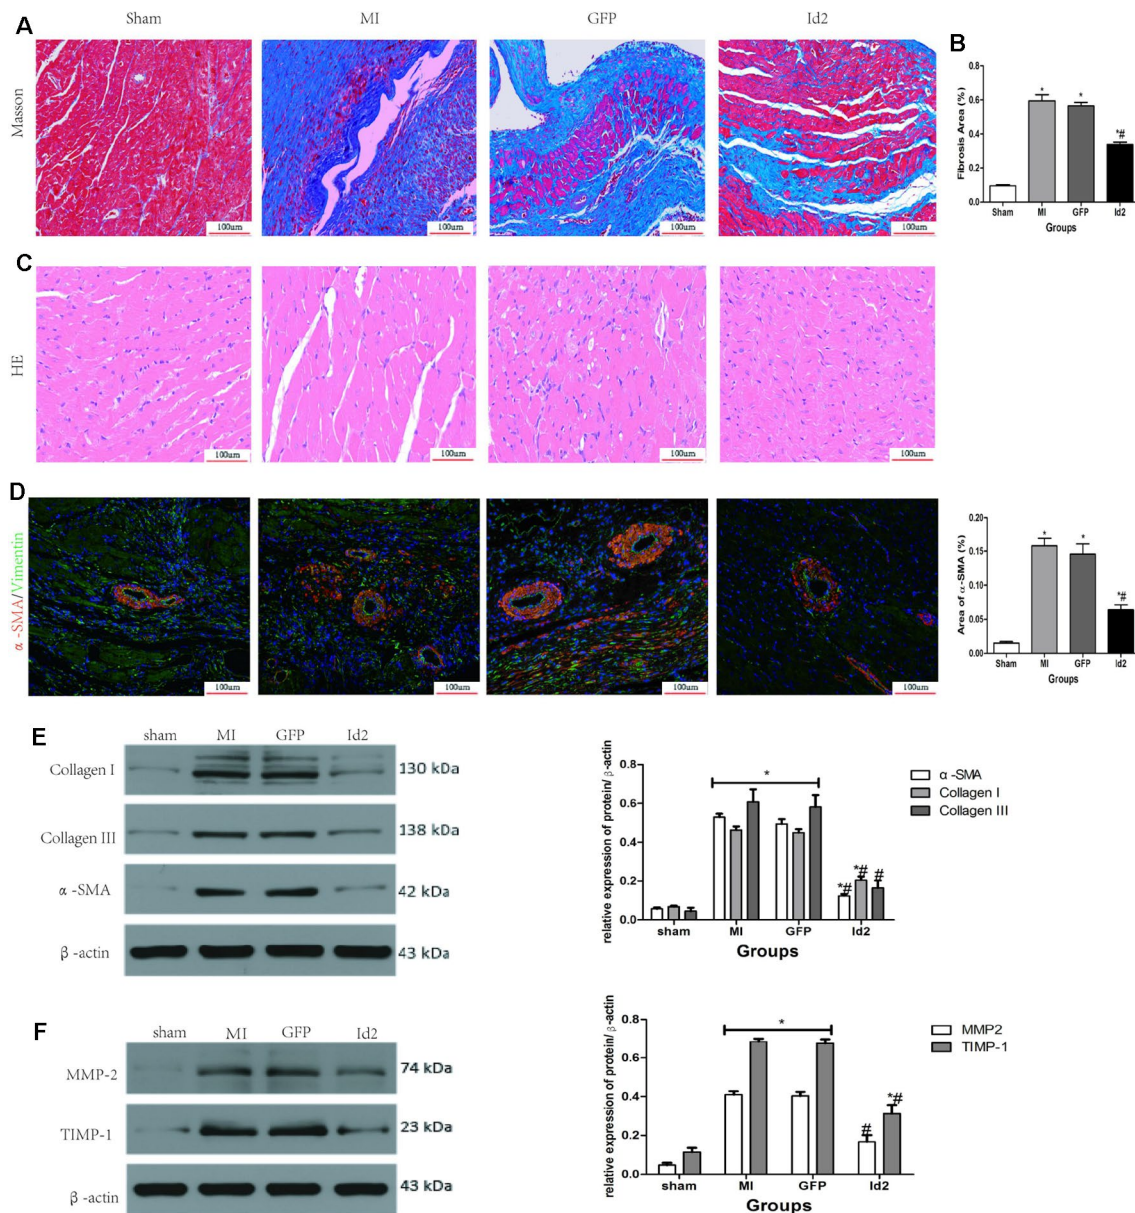 A
Sham
MI
GFP
Id2
Masson
100um
100um
100um
100um
B
Fibrosis Area (%)
0.8
0.6
0.4
0.2
0.0
*
*
*#
Sham
MI
GFP
Id2
Groups
C
HE
100um
100um
100um
100um
D
α-SMA/Vimentin
100um
100um
100um
100um
Area of α-SMA (%)
0.20
0.15
0.10
0.05
0.00
*
*
*#
Sham
MI
GFP
Id2
Groups
E
sham
MI
GFP
Id2
Collagen I
130 kDa
Collagen III
138 kDa
α-SMA
42 kDa
β-actin
43 kDa
relative expression of protein/ β-actin
0.8
0.6
0.4
0.2
0.0
*
*#
*#
#
sham
MI
GFP
Id2
Groups
α-SMA
Collagen I
Collagen III
F
sham
MI
GFP
Id2
MMP-2
74 kDa
TIMP-1
23 kDa
β-actin
43 kDa
relative expression of protein/ β-actin
0.8
0.6
0.4
0.2
0.0
*
#
*#
sham
MI
GFP
Id2
Groups
MMP2
TIMP-1